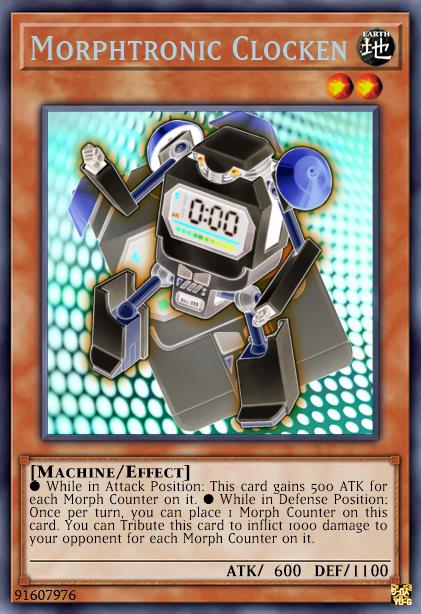 MORPHTRONIC CLOCKEN
EARTH
地
0:00
[MACHINE/EFFECT]
● While in Attack Position: This card gains 500 ATK for
each Morph Counter on it. ● While in Defense Position:
Once per turn, you can place 1 Morph Counter on this
card. You can Tribute this card to inflict 1000 damage to
your opponent for each Morph Counter on it.
ATK/ 600 DEF/1100
91607976